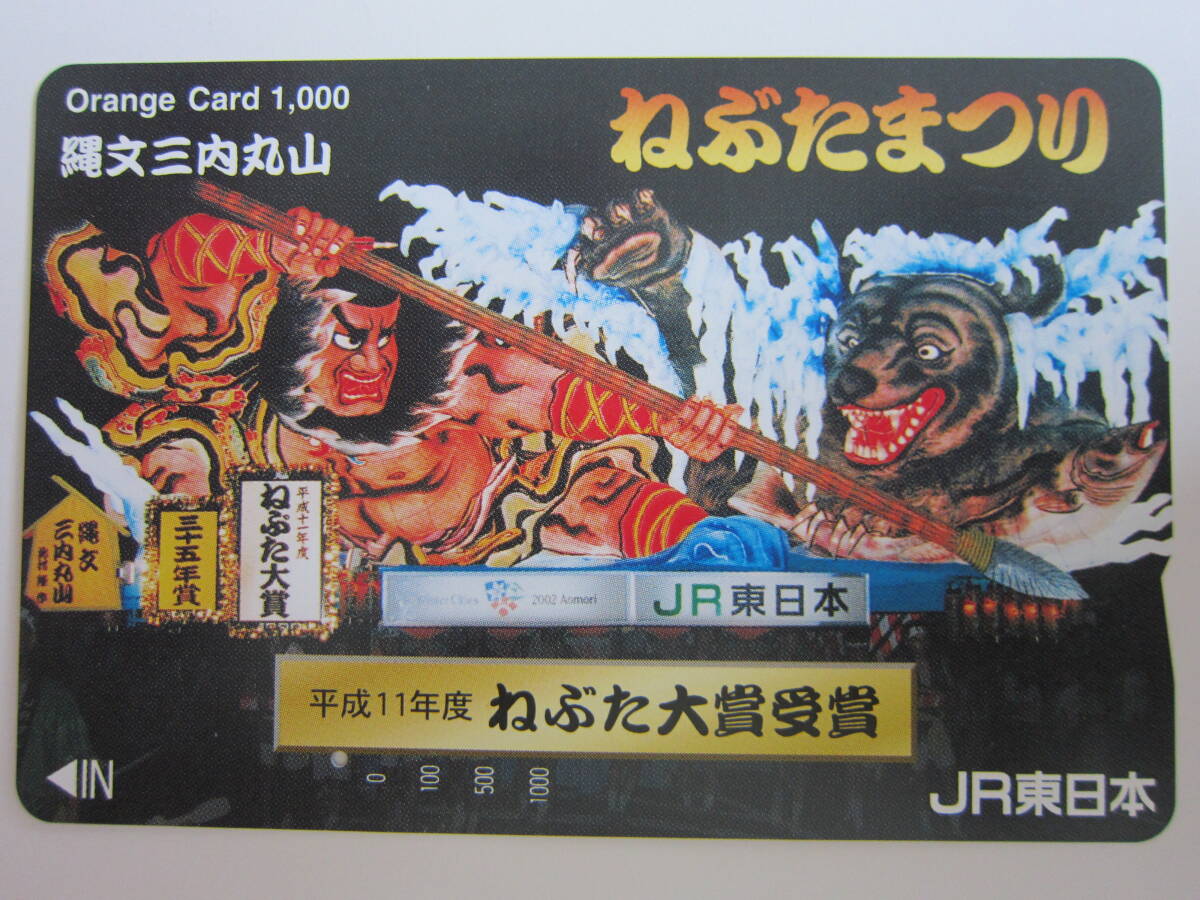 Orange Card 1,000
縄文三内丸山
ねぶたまつり
縄文
三内丸山
三十五年賞
平成十一年度
ねぶた大賞
Winter Cities
2002 Aomori
JR東日本
平成11年度 ねぶた大賞受賞
0 100 500 1000
◀IN
JR東日本